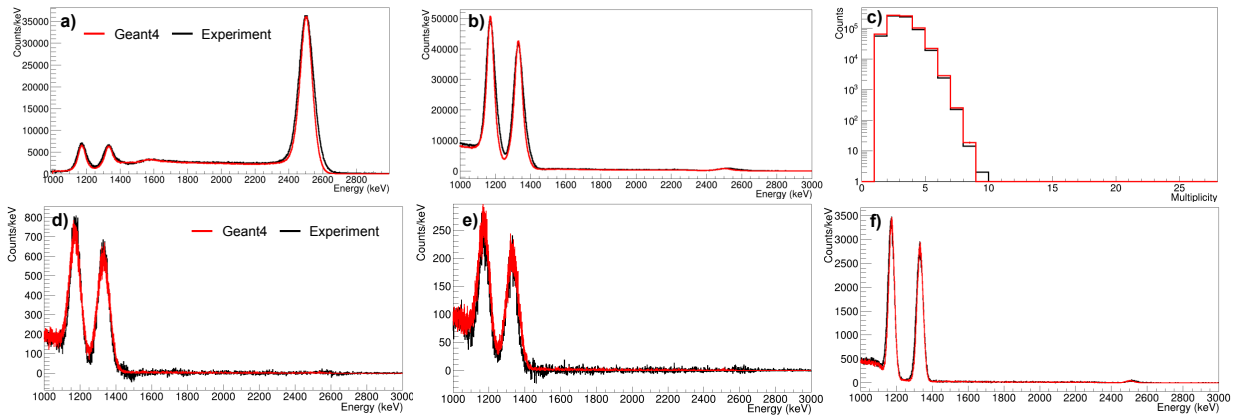 a)
Geant4
Experiment
Counts/keV
35000
30000
25000
20000
15000
10000
5000
0
1000 1200 1400 1600 1800 2000 2200 2400 2600 2800
Energy (keV)
b)
Counts/keV
50000
40000
30000
20000
10000
0
1000 1200 1400 1600 1800 2000 2200 2400 2600 2800 3000
Energy (keV)
c)
Counts
10⁵
10⁴
10³
10²
10
1
0 5 10 15 20 25
Multiplicity
d)
Geant4
Experiment
Counts/keV
800
700
600
500
400
300
200
100
0
1000 1200 1400 1600 1800 2000 2200 2400 2600 2800 3000
Energy (keV)
e)
Geant4
Experiment
Counts/keV
250
200
150
100
50
0
1000 1200 1400 1600 1800 2000 2200 2400 2600 2800 3000
Energy (keV)
f)
Counts/keV
3500
3000
2500
2000
1500
1000
500
0
1000 1200 1400 1600 1800 2000 2200 2400 2600 2800 3000
Energy (keV)